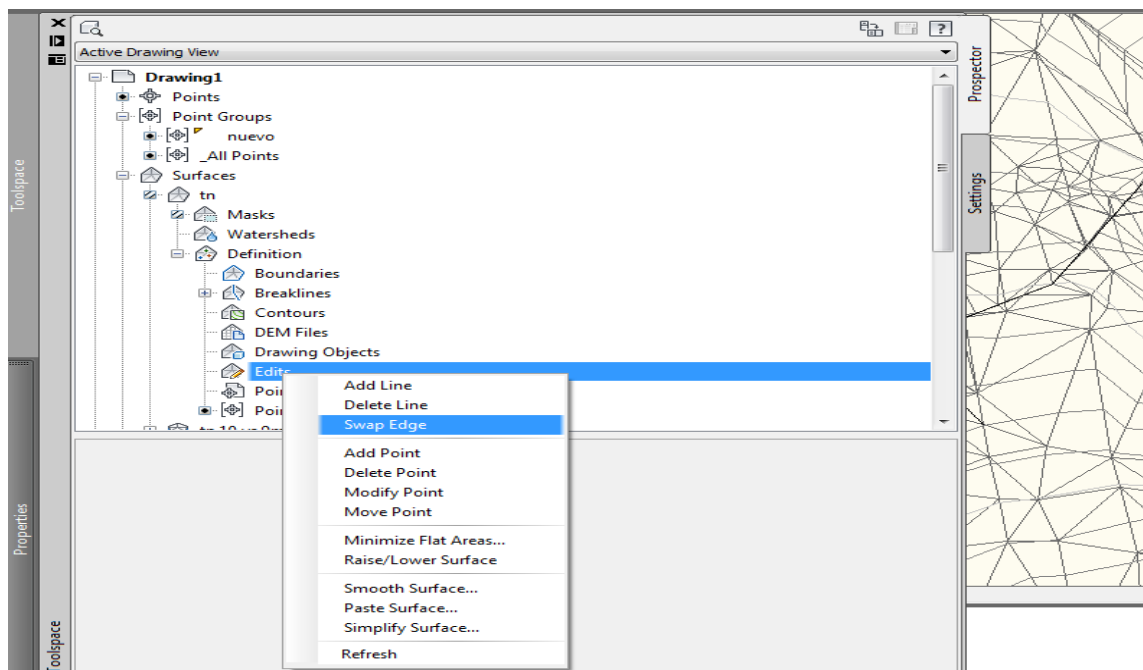 Active Drawing View
Drawing1
Points
Point Groups
nuevo
_All Points
Surfaces
tn
Masks
Watersheds
Definition
Boundaries
Breaklines
Contours
DEM Files
Drawing Objects
Edits
Poi
Poi
Add Line
Delete Line
Swap Edge
Add Point
Delete Point
Modify Point
Move Point
Minimize Flat Areas...
Raise/Lower Surface
Smooth Surface...
Paste Surface...
Simplify Surface...
Refresh
Toolspace
Properties
Toolspace
Prospector
Settings